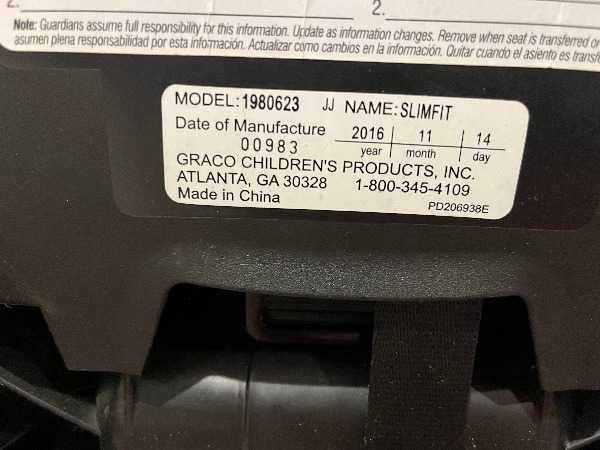 2.
Note: Guardians assume full responsibility for this information. Update as information changes. Remove when seat is transferred or
asumen plena responsabilidad por esta información. Actualizar como cambios en la información. Quitar cuando el asiento es transfe
MODEL:1980623 JJ NAME:SLIMFIT
Date of Manufacture 2016 | 11 | 14
00983 year month day
GRACO CHILDREN'S PRODUCTS, INC.
ATLANTA, GA 30328 1-800-345-4109
Made in China PD206938E